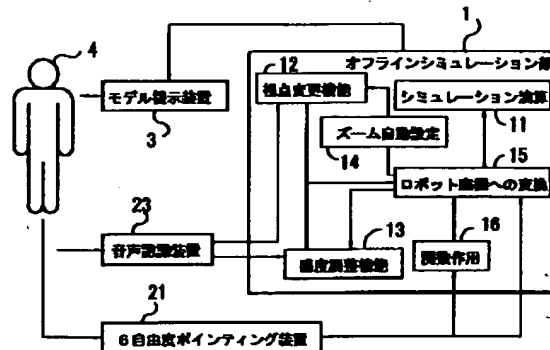 1
4
オフラインシミュレーション部
12
視点変更機能
モデル提示装置
シミュレーション演算
3
11
ズーム自動設定
14
15
ロボット座標への変換
23
13
16
音声認識装置
感度調整機能
関数作用
21
6自由度ポインティング装置